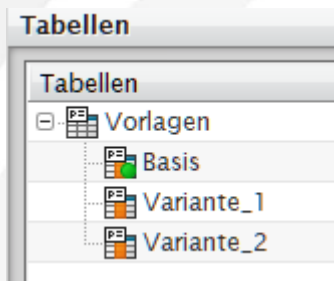 Tabellen
Tabellen
Vorlagen
Basis
Variante_1
Variante_2